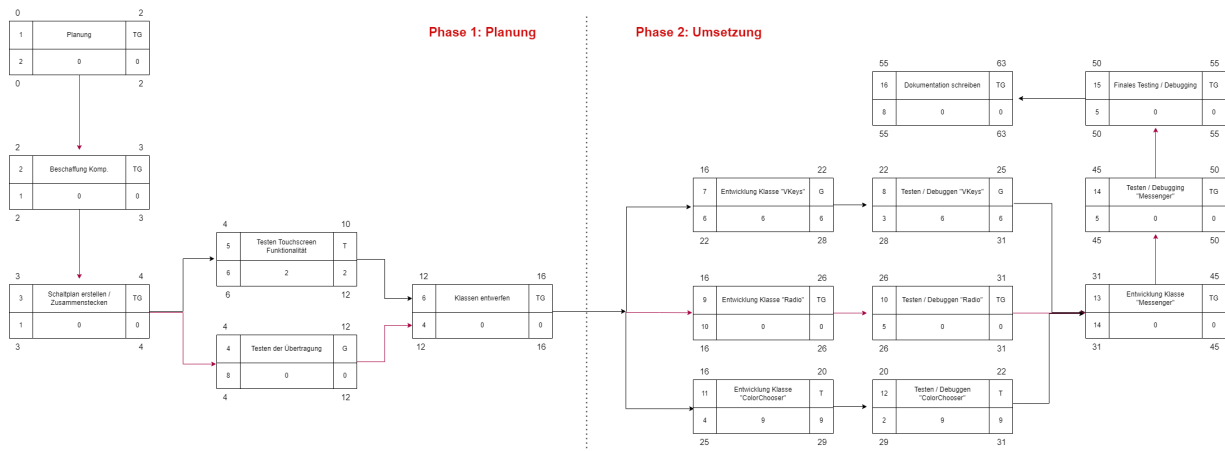 Phase 1: Planung
Phase 2: Umsetzung
0 2
1 Planung TG
2 0 0
0 2
2 3
2 Beschaffung Komp. TG
1 0 0
2 3
3 4
3 Schaltplan erstellen / Zusammenstecken TG
1 0 0
3 4
4 10
5 Testen Touchscreen Funktionalität T
6 2 2
6 12
4 12
4 Testen der Übertragung G
8 0 0
4 12
12 16
6 Klassen entwerfen TG
4 0 0
12 16
16 22
7 Entwicklung Klasse "VKeys" G
6 6 6
22 28
22 25
8 Testen / Debuggen "VKeys" G
3 6 6
28 31
16 26
9 Entwicklung Klasse "Radio" TG
10 0 0
16 26
26 31
10 Testen / Debuggen "Radio" TG
5 0 0
26 31
16 20
11 Entwicklung Klasse "ColorChooser" T
4 9 9
25 29
20 22
12 Testen / Debuggen "ColorChooser" T
2 9 9
29 31
31 45
13 Entwicklung Klasse "Messenger" TG
14 0 0
31 45
45 50
14 Testen / Debugging "Messenger" TG
5 0 0
45 50
50 55
15 Finales Testing / Debugging TG
5 0 0
50 55
55 63
16 Dokumentation schreiben TG
8 0 0
55 63